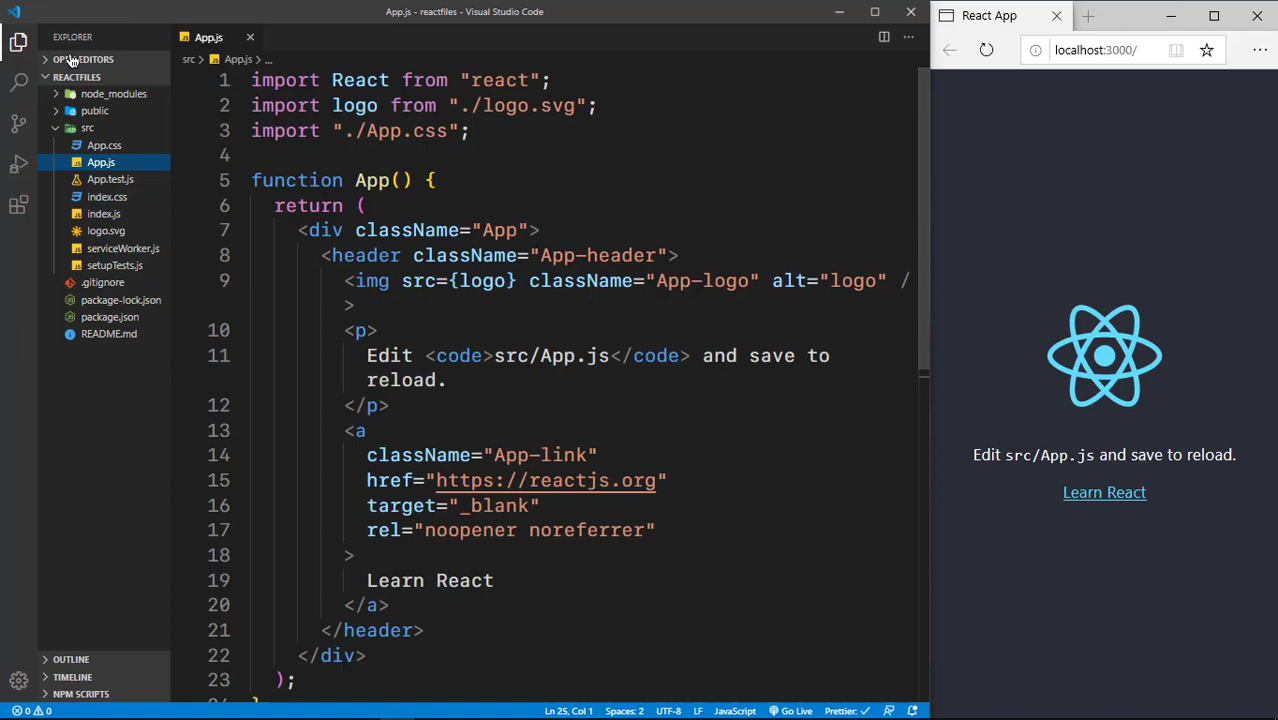 App.js - reactfiles - Visual Studio Code
EXPLORER
EDITORS
REACTFILES
node_modules
public
src
App.css
App.js
App.test.js
index.css
index.js
logo.svg
serviceWorker.js
setupTests.js
.gitignore
package-lock.json
package.json
README.md
OUTLINE
TIMELINE
NPM SCRIPTS
App.js
src > App.js > ...
1 import React from "react";
2 import logo from "./logo.svg";
3 import "./App.css";
4
5 function App() {
6 return (
7 <div className="App">
8 <header className="App-header">
9 <img src={logo} className="App-logo" alt="logo" /
>
10 <p>
11 Edit <code>src/App.js</code> and save to
reload.
12 </p>
13 <a
14 className="App-link"
15 href="https://reactjs.org"
16 target="_blank"
17 rel="noopener noreferrer"
18 >
19 Learn React
20 </a>
21 </header>
22 </div>
23 );
0 0 Ln 25, Col 1 Spaces: 2 UTF-8 LF JavaScript Go Live Prettier: ✓
React App
localhost:3000/
Edit src/App.js and save to reload.
Learn React